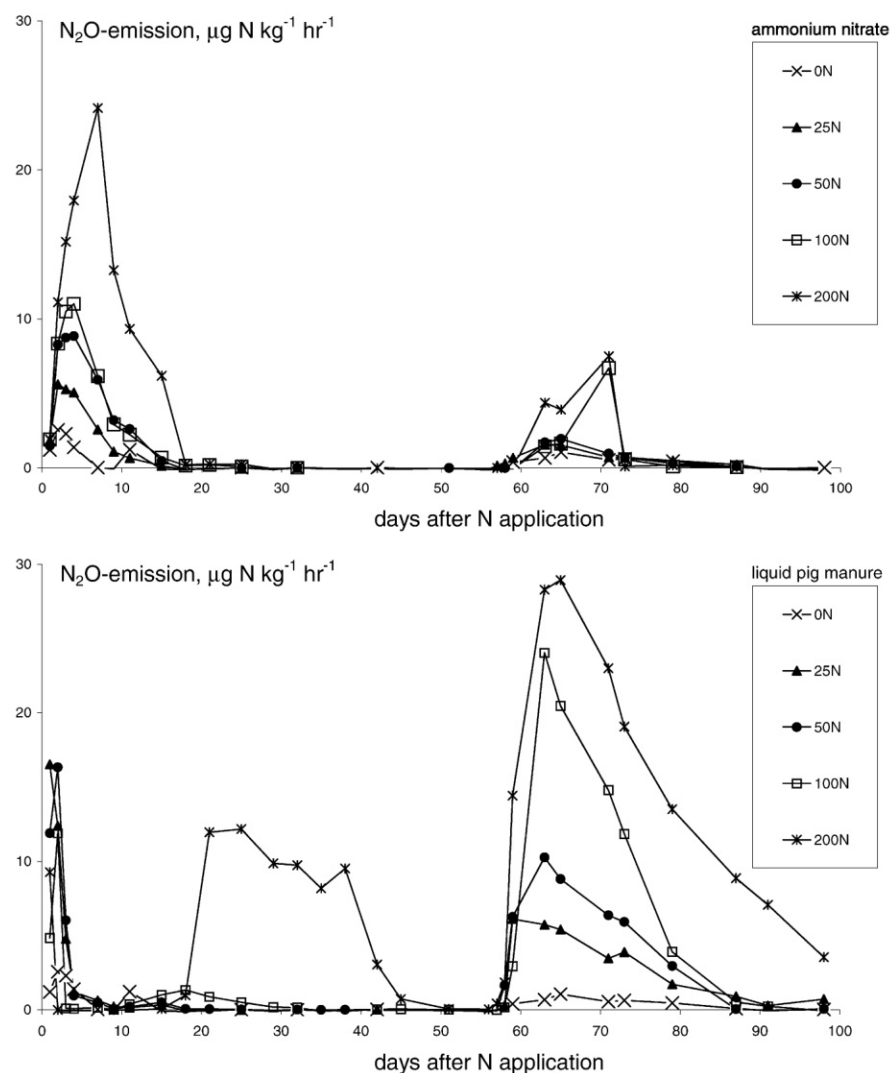 N₂O-emission, μg N kg⁻¹ hr⁻¹
ammonium nitrate
0N
25N
50N
100N
200N
30
20
10
0
0 10 20 30 40 50 60 70 80 90 100
days after N application
N₂O-emission, μg N kg⁻¹ hr⁻¹
liquid pig manure
0N
25N
50N
100N
200N
30
20
10
0
0 10 20 30 40 50 60 70 80 90 100
days after N application